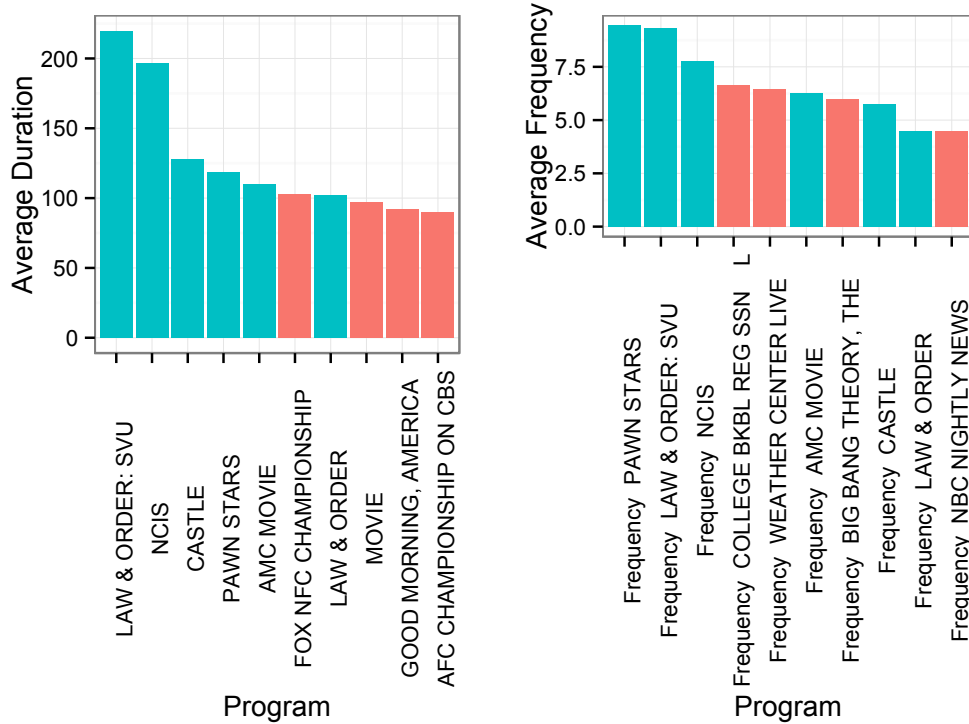 Average Duration
200
150
100
50
0
LAW & ORDER: SVU
NCIS
CASTLE
PAWN STARS
AMC MOVIE
FOX NFC CHAMPIONSHIP
LAW & ORDER
MOVIE
GOOD MORNING, AMERICA
AFC CHAMPIONSHIP ON CBS
Program
Average Frequency
7.5
5.0
2.5
0.0
Frequency PAWN STARS
Frequency LAW & ORDER: SVU
Frequency NCIS
Frequency COLLEGE BKBL REG SSN L
Frequency WEATHER CENTER LIVE
Frequency AMC MOVIE
Frequency BIG BANG THEORY, THE
Frequency CASTLE
Frequency LAW & ORDER
Frequency NBC NIGHTLY NEWS
Program